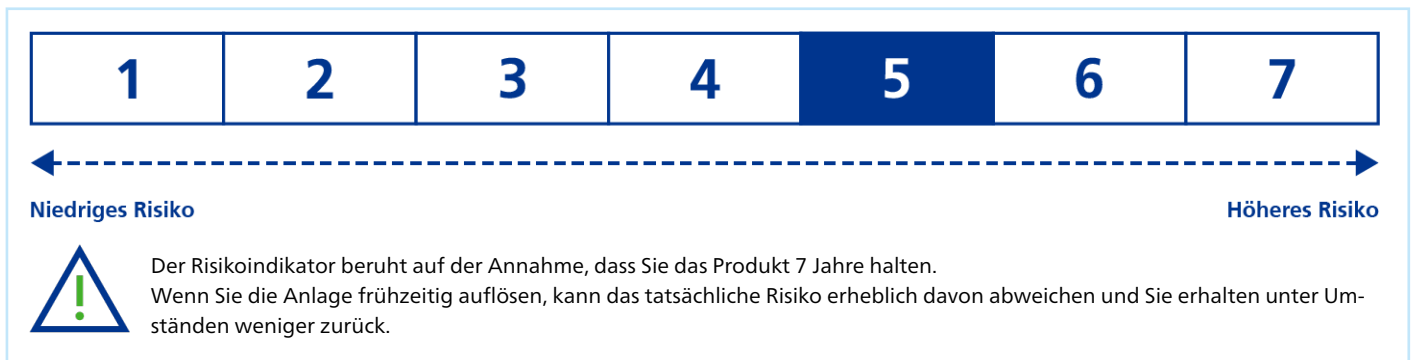 1 2 3 4 5 6 7
Niedriges Risiko Höheres Risiko
Der Risikoindikator beruht auf der Annahme, dass Sie das Produkt 7 Jahre halten.
Wenn Sie die Anlage frühzeitig auflösen, kann das tatsächliche Risiko erheblich davon abweichen und Sie erhalten unter Um-
ständen weniger zurück.